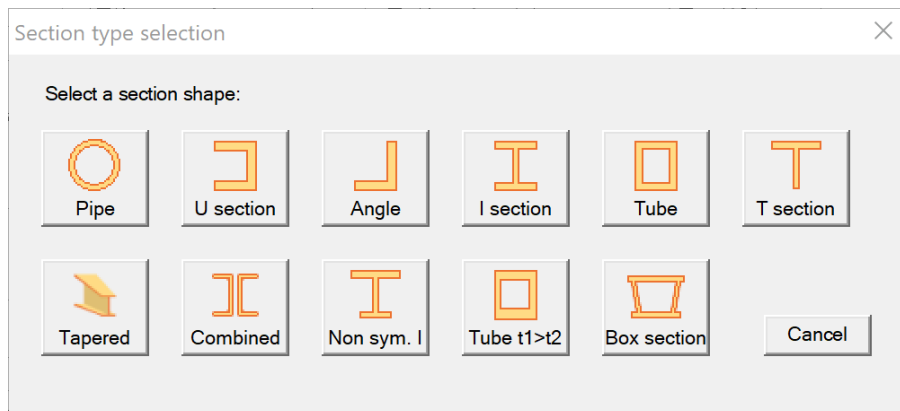 Section type selection
Select a section shape:
Pipe
U section
Angle
I section
Tube
T section
Tapered
Combined
Non sym. I
Tube t1>t2
Box section
Cancel